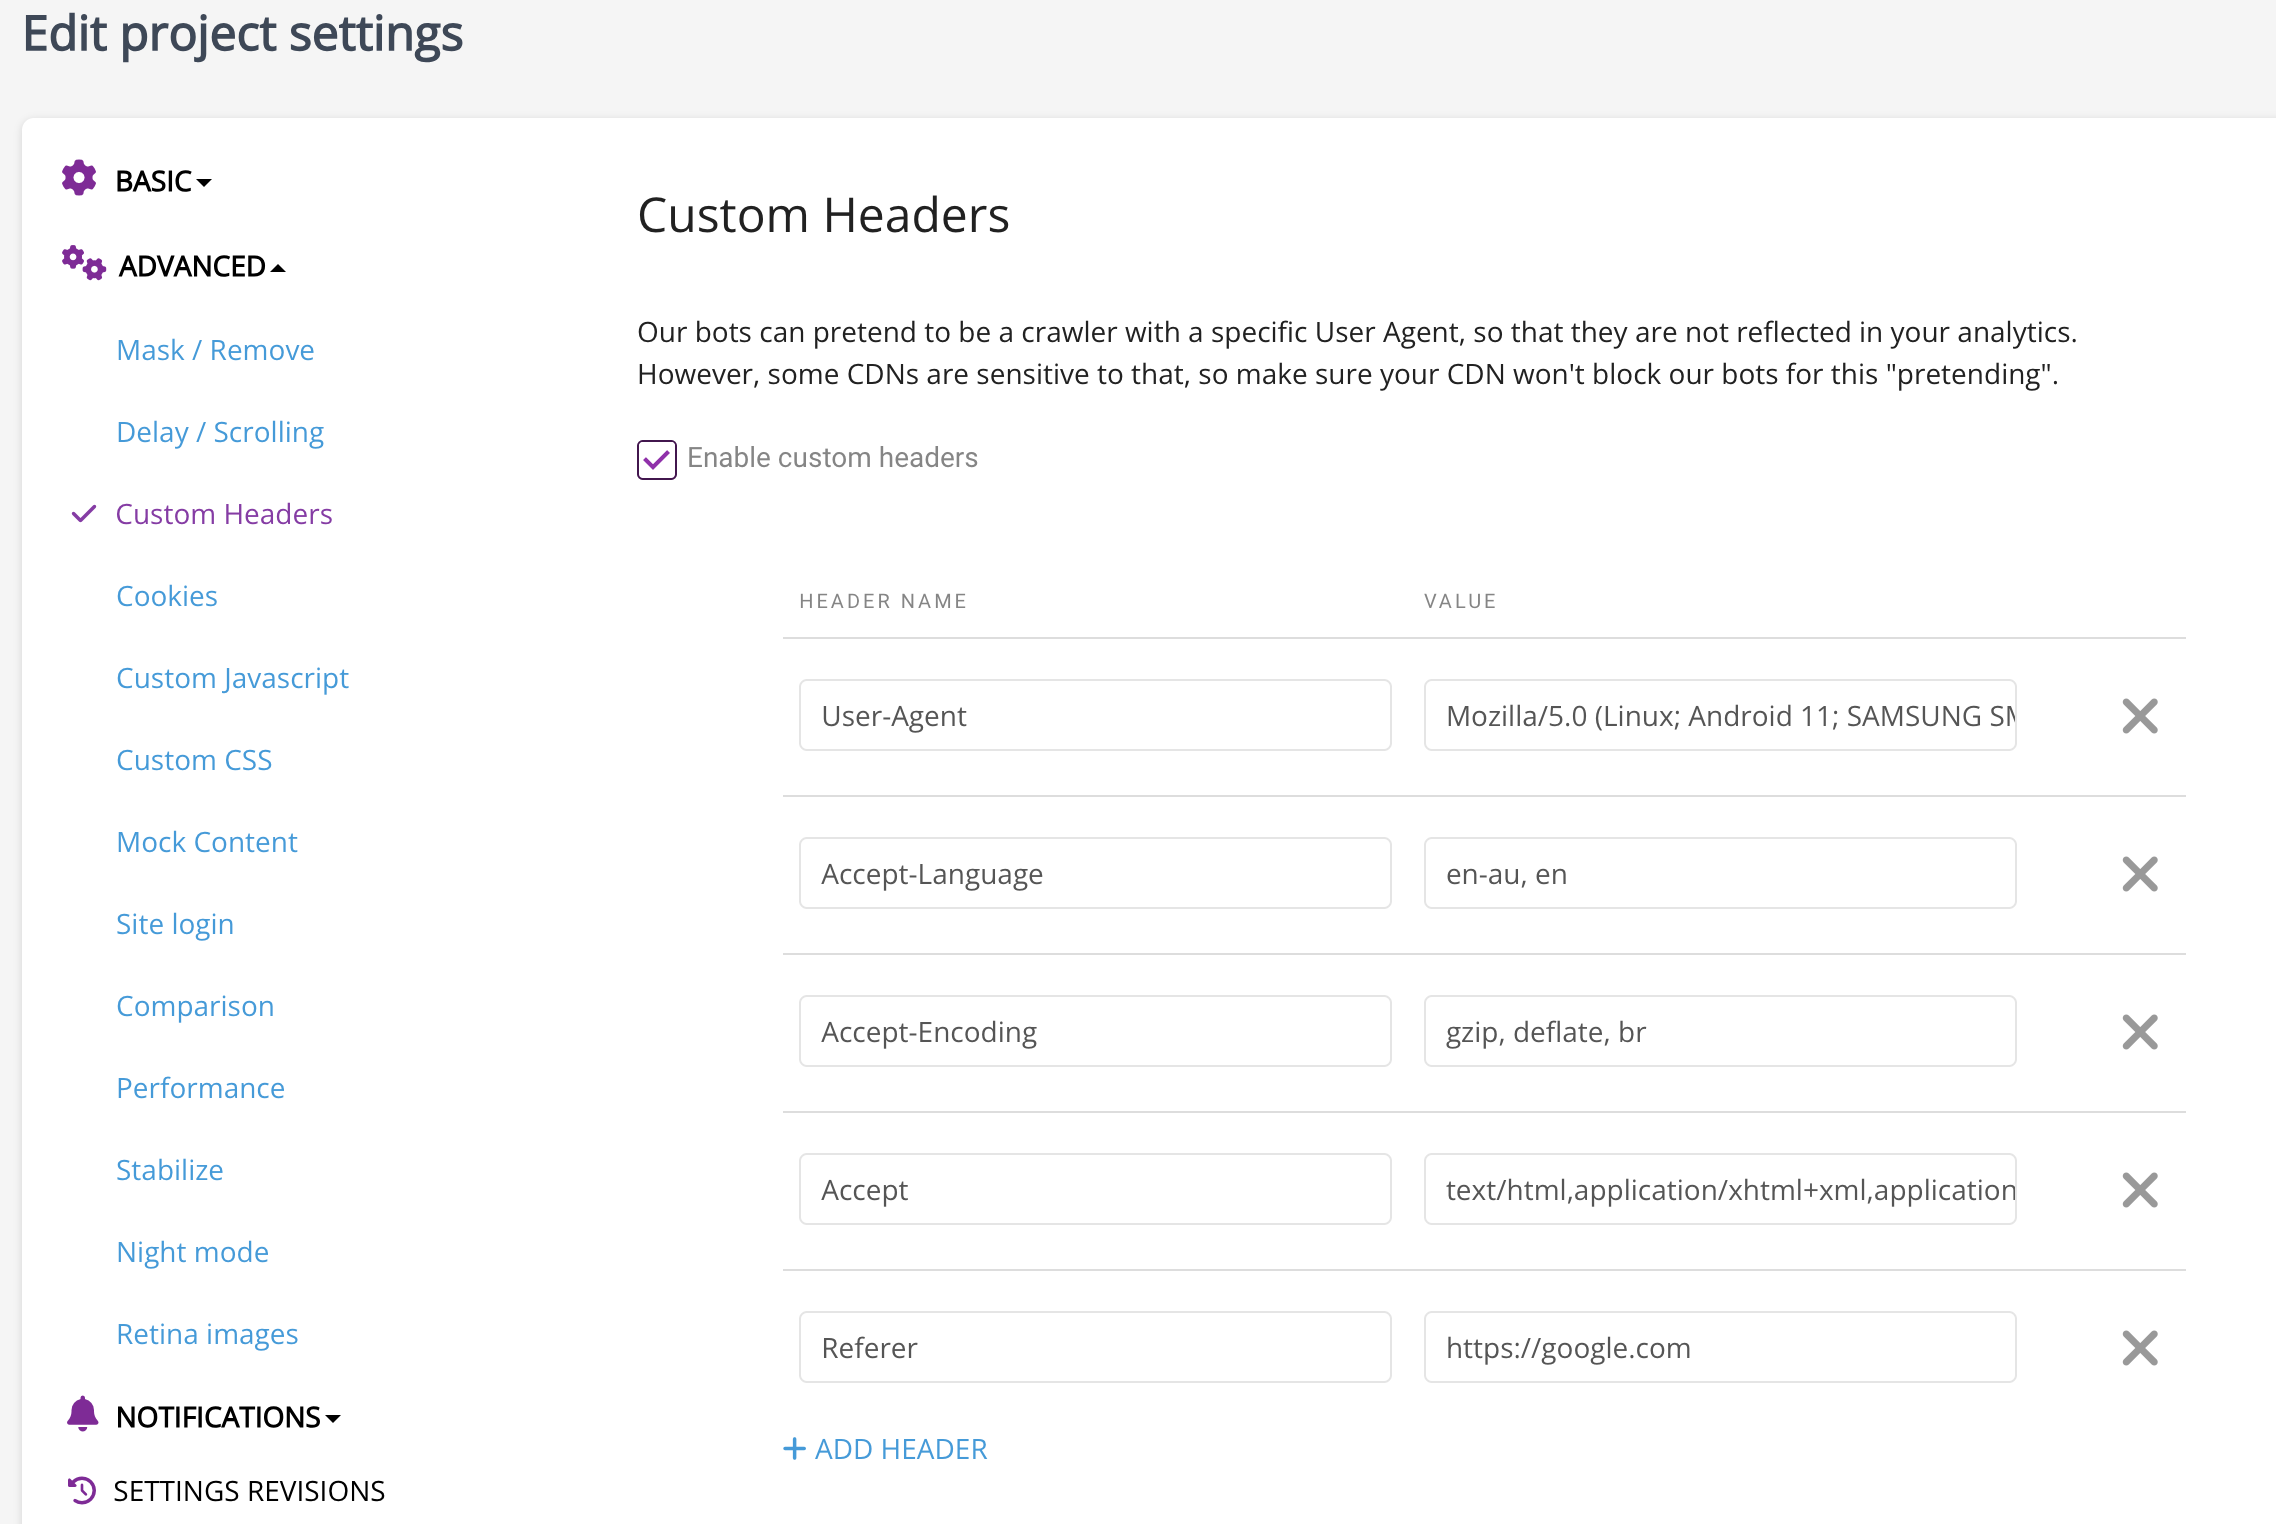 Edit project settings
BASIC
ADVANCED
Mask / Remove
Delay / Scrolling
Custom Headers
Cookies
Custom Javascript
Custom CSS
Mock Content
Site login
Comparison
Performance
Stabilize
Night mode
Retina images
NOTIFICATIONS
SETTINGS REVISIONS
Custom Headers
Our bots can pretend to be a crawler with a specific User Agent, so that they are not reflected in your analytics.
However, some CDNs are sensitive to that, so make sure your CDN won't block our bots for this "pretending".
Enable custom headers
HEADER NAME VALUE
User-Agent Mozilla/5.0 (Linux; Android 11; SAMSUNG SM
Accept-Language en-au, en
Accept-Encoding gzip, deflate, br
Accept text/html,application/xhtml+xml,application
Referer https://google.com
+ ADD HEADER